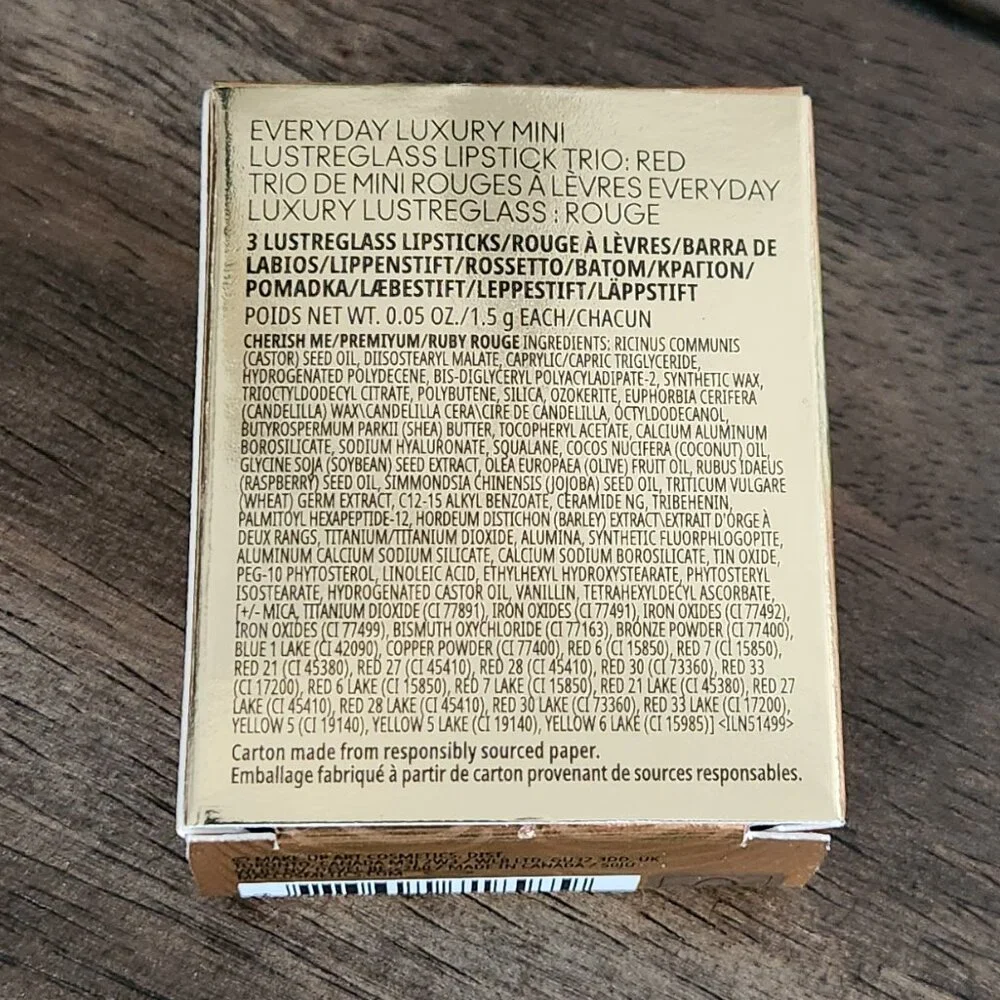 EVERYDAY LUXURY MINI
LUSTREGLASS LIPSTICK TRIO: RED
TRIO DE MINI ROUGES À LÈVRES EVERYDAY
LUXURY LUSTREGLASS : ROUGE
3 LUSTREGLASS LIPSTICKS/ROUGE À LÈVRES/BARRA DE
LABIOS/LIPPENSTIFT/ROSSETTO/BATOM/ΚΡΑΓΙΟΝ/
POMADKA/LÆBESTIFT/LEPPESTIFT/LÄPPSTIFT
POIDS NET WT. 0.05 OZ./1.5 g EACH/CHACUN
CHERISH ME/PREMIYUM/RUBY ROUGE INGREDIENTS: RICINUS COMMUNIS
(CASTOR) SEED OIL, DIISOSTEARYL MALATE, CAPRYLIC/CAPRIC TRIGLYCERIDE,
HYDROGENATED POLYDECENE, BIS-DIGLYCERYL POLYACYLADIPATE-2, SYNTHETIC WAX,
TRIOCTYLDODECYL CITRATE, POLYBUTENE, SILICA, OZOKERITE, EUPHORBIA CERIFERA
(CANDELILLA) WAX\CANDELILLA CERA\CIRE DE CANDELILLA, OCTYLDODECANOL,
BUTYROSPERMUM PARKII (SHEA) BUTTER, TOCOPHERYL ACETATE, CALCIUM ALUMINUM
BOROSILICATE, SODIUM HYALURONATE, SQUALANE, COCOS NUCIFERA (COCONUT) OIL,
GLYCINE SOJA (SOYBEAN) SEED EXTRACT, OLEA EUROPAEA (OLIVE) FRUIT OIL, RUBUS IDAEUS
(RASPBERRY) SEED OIL, SIMMONDSIA CHINENSIS (JOJOBA) SEED OIL, TRITICUM VULGARE
(WHEAT) GERM EXTRACT, C12-15 ALKYL BENZOATE, CERAMIDE NG, TRIBEHENIN,
PALMITOYL HEXAPEPTIDE-12, HORDEUM DISTICHON (BARLEY) EXTRACT\EXTRAIT D'ORGE À
DEUX RANGS, TITANIUM/TITANIUM DIOXIDE, ALUMINA, SYNTHETIC FLUORPHLOGOPITE,
ALUMINUM CALCIUM SODIUM SILICATE, CALCIUM SODIUM BOROSILICATE, TIN OXIDE,
PEG-10 PHYTOSTEROL, LINOLEIC ACID, ETHYLHEXYL HYDROXYSTEARATE, PHYTOSTERYL
ISOSTEARATE, HYDROGENATED CASTOR OIL, VANILLIN, TETRAHEXYLDECYL ASCORBATE,
[+/- MICA, TITANIUM DIOXIDE (CI 77891), IRON OXIDES (CI 77491), IRON OXIDES (CI 77492),
IRON OXIDES (CI 77499), BISMUTH OXYCHLORIDE (CI 77163), BRONZE POWDER (CI 77400),
BLUE 1 LAKE (CI 42090), COPPER POWDER (CI 77400), RED 6 (CI 15850), RED 7 (CI 15850),
RED 21 (CI 45380), RED 27 (CI 45410), RED 28 (CI 45410), RED 30 (CI 73360), RED 33
(CI 17200), RED 6 LAKE (CI 15850), RED 7 LAKE (CI 15850), RED 21 LAKE (CI 45380), RED 27
LAKE (CI 45410), RED 28 LAKE (CI 45410), RED 30 LAKE (CI 73360), RED 33 LAKE (CI 17200),
YELLOW 5 (CI 19140), YELLOW 5 LAKE (CI 19140), YELLOW 6 LAKE (CI 15985)] <ILN51499>
Carton made from responsibly sourced paper.
Emballage fabriqué à partir de carton provenant de sources responsables.
MAKE-UP ART COSMETICS, DIST.
MADE IN CANADA